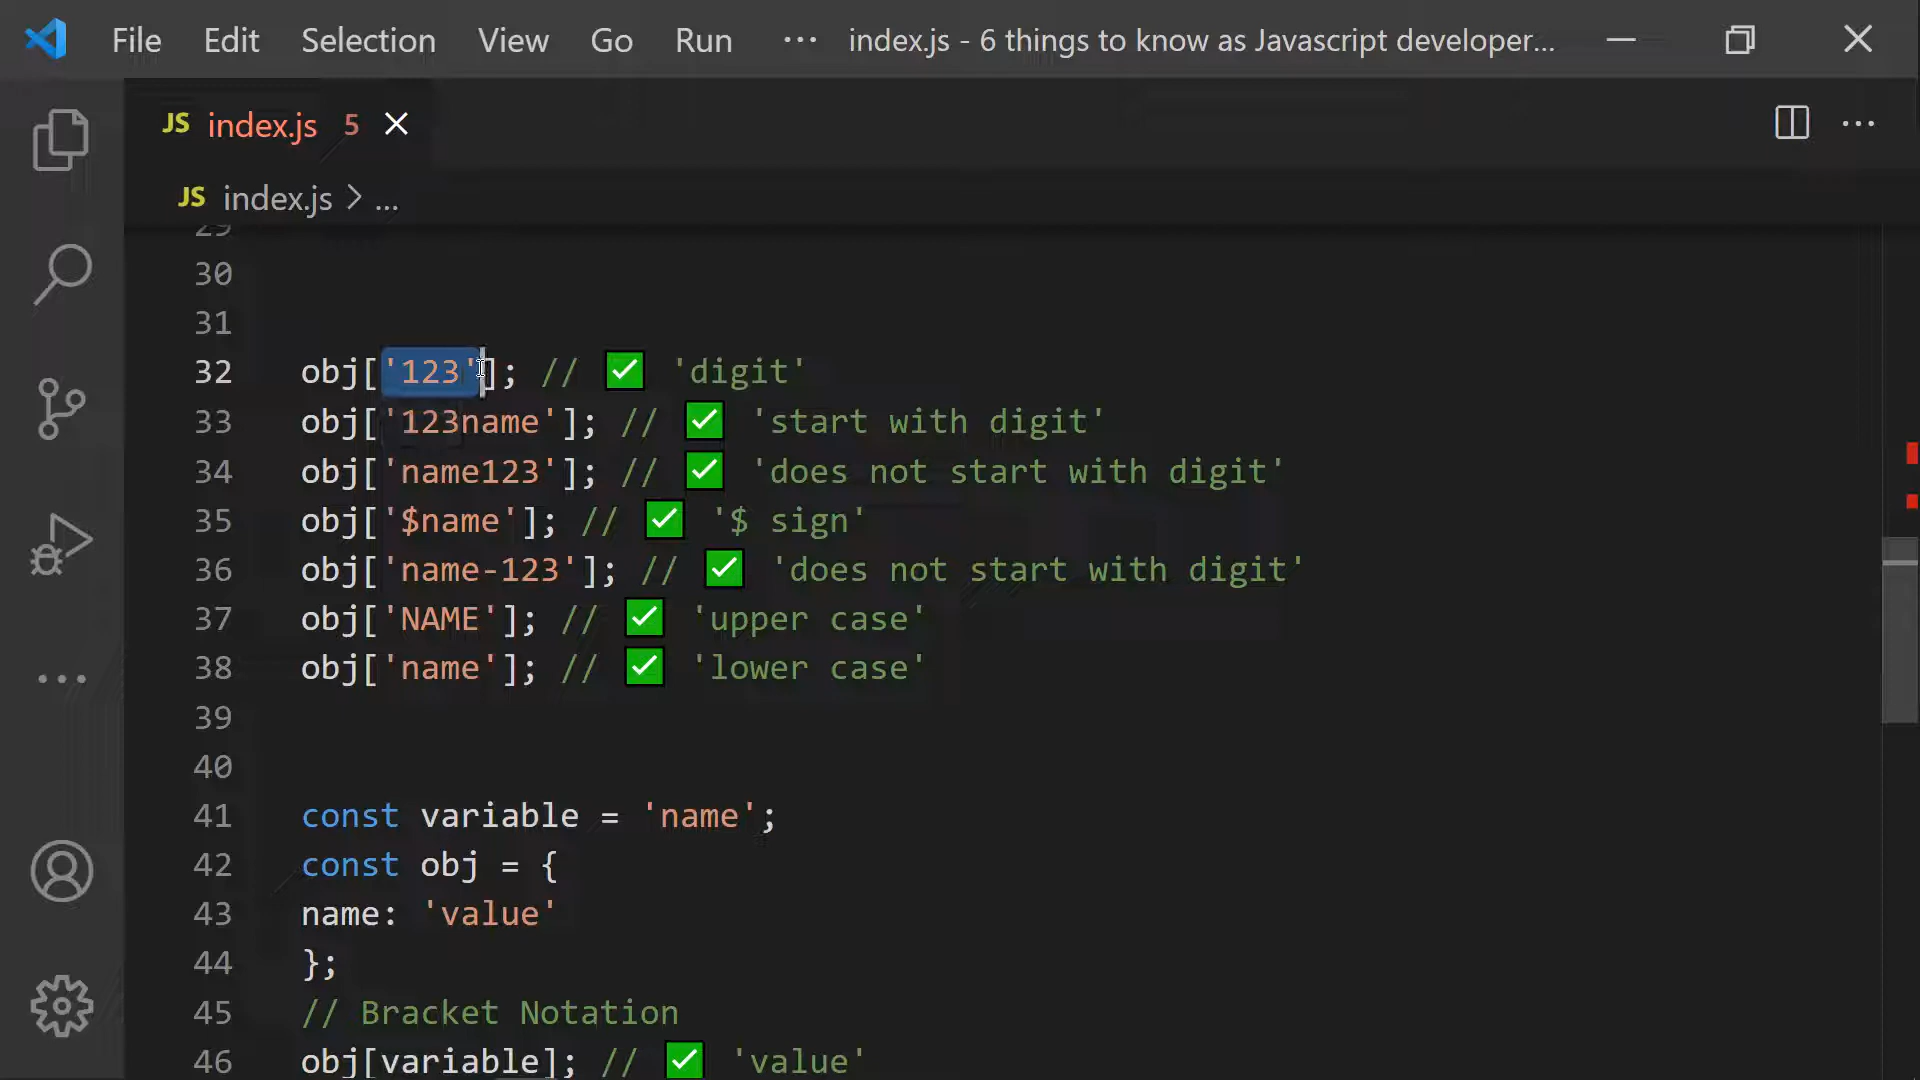 File Edit Selection View Go Run ··· index.js - 6 things to know as Javascript developer...
JS index.js 5
JS index.js > ...
29
30
31
32 obj['123']; // ✅ 'digit'
33 obj['123name']; // ✅ 'start with digit'
34 obj['name123']; // ✅ 'does not start with digit'
35 obj['$name']; // ✅ '$ sign'
36 obj['name-123']; // ✅ 'does not start with digit'
37 obj['NAME']; // ✅ 'upper case'
38 obj['name']; // ✅ 'lower case'
39
40
41 const variable = 'name';
42 const obj = {
43 name: 'value'
44 };
45 // Bracket Notation
46 obj[variable]; // ✅ 'value'